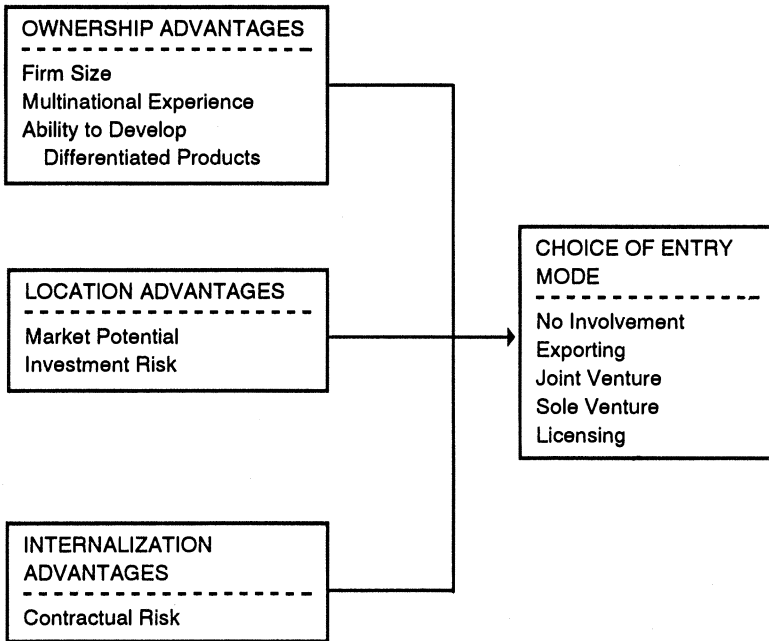 OWNERSHIP ADVANTAGES
Firm Size
Multinational Experience
Ability to Develop
Differentiated Products
LOCATION ADVANTAGES
Market Potential
Investment Risk
INTERNALIZATION
ADVANTAGES
Contractual Risk
CHOICE OF ENTRY
MODE
No Involvement
Exporting
Joint Venture
Sole Venture
Licensing